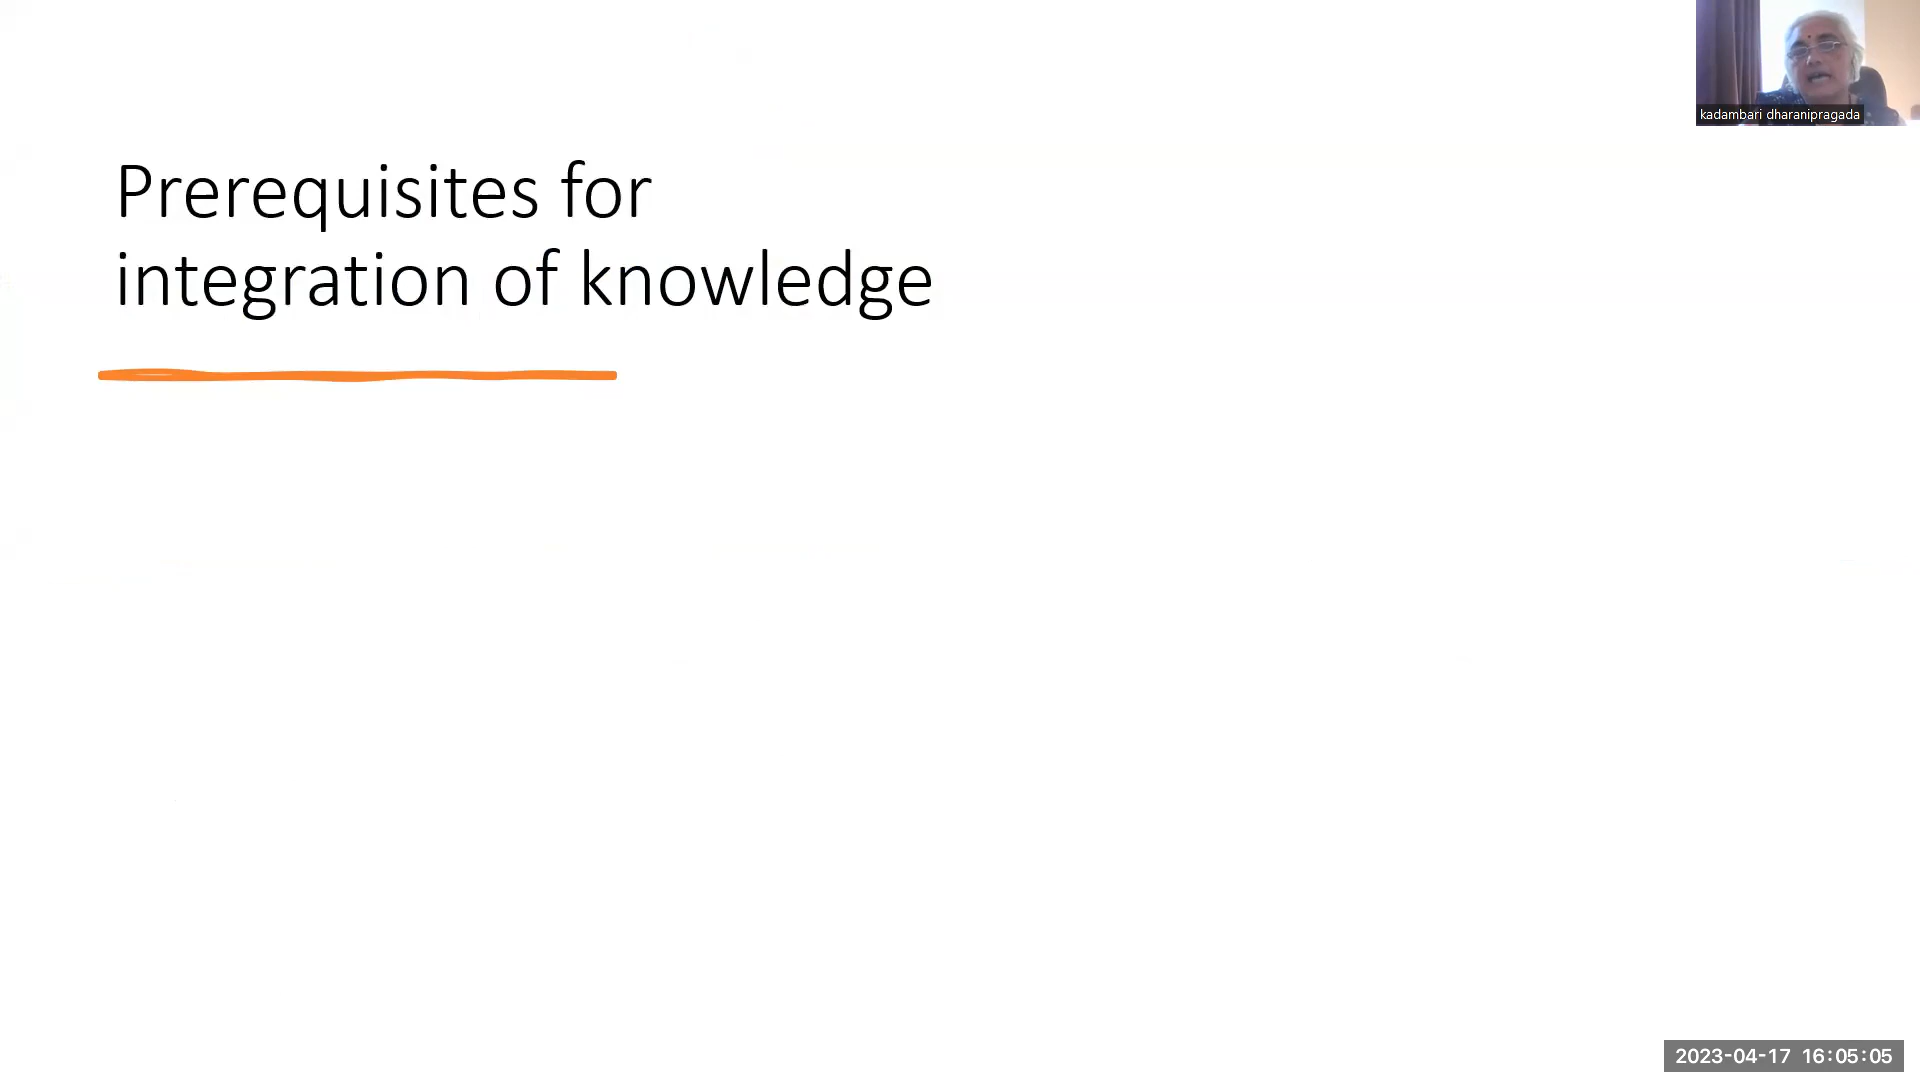 kadambari dharanipragada
Prerequisites for
integration of knowledge
2023-04-17 16:05:05